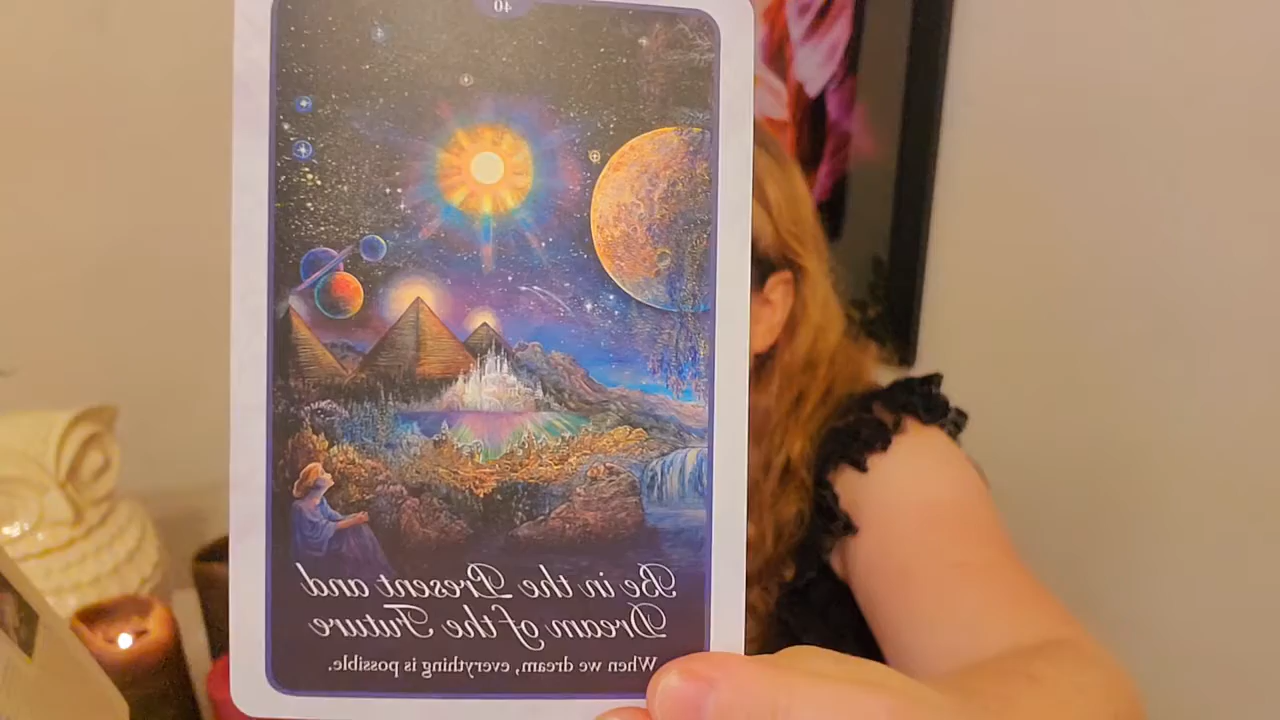 40
Be in the Present and
Dream of the Future
When we dream, everything is possible.